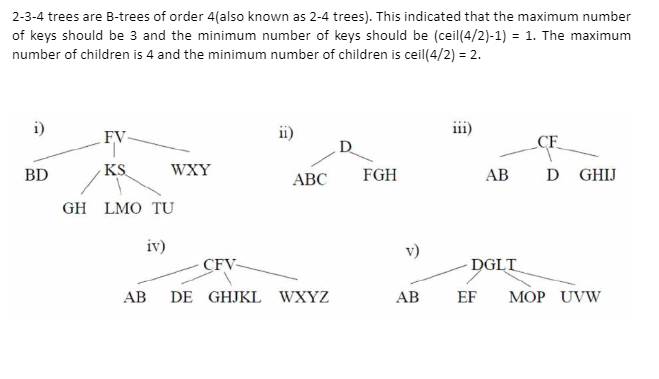 2-3-4 trees are B-trees of order 4(also known as 2-4 trees). This indicated that the maximum number
of keys should be 3 and the minimum number of keys should be (ceil(4/2)-1) = 1. The maximum
number of children is 4 and the minimum number of children is ceil(4/2) = 2.
i)
FV
BD KS WXY
GH LMO TU
ii)
D
ABC FGH
iii)
CF
AB D GHIJ
iv)
CFV
AB DE GHJKL WXYZ
v)
DGLT
AB EF MOP UVW